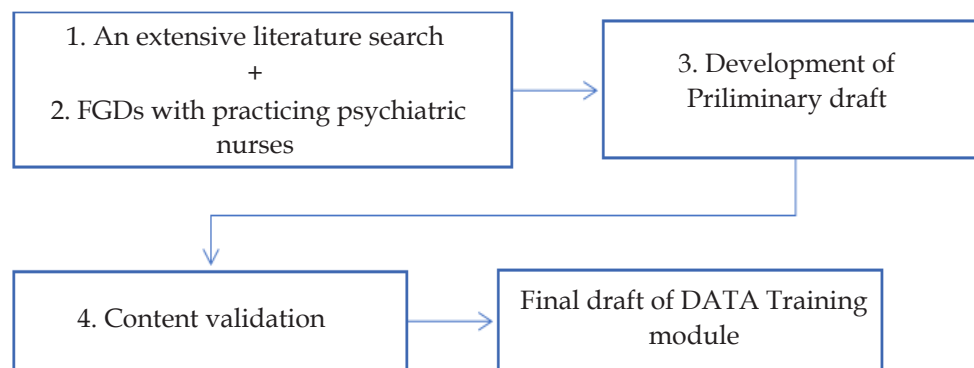 1. An extensive literature search
+
2. FGDs with practicing psychiatric
nurses
3. Development of
Priliminary draft
4. Content validation
Final draft of DATA Training
module